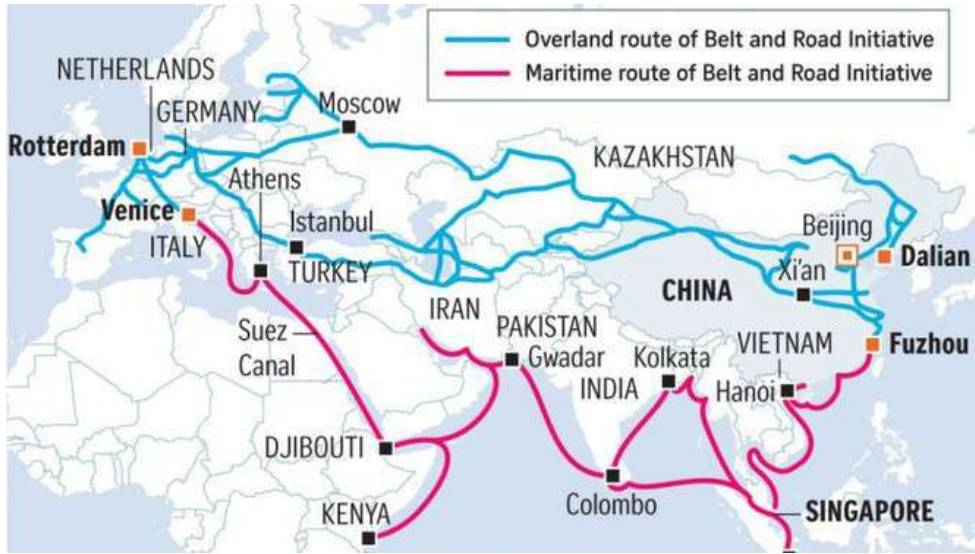 Overland route of Belt and Road Initiative
Maritime route of Belt and Road Initiative
NETHERLANDS
GERMANY
Moscow
Rotterdam
KAZAKHSTAN
Athens
Venice
Istanbul
Beijing
ITALY
Dalian
TURKEY
Xi'an
CHINA
IRAN
PAKISTAN
Suez
Canal
Gwadar
Kolkata
VIETNAM
Fuzhou
INDIA
Hanoi
DJIBOUTI
Colombo
SINGAPORE
KENYA